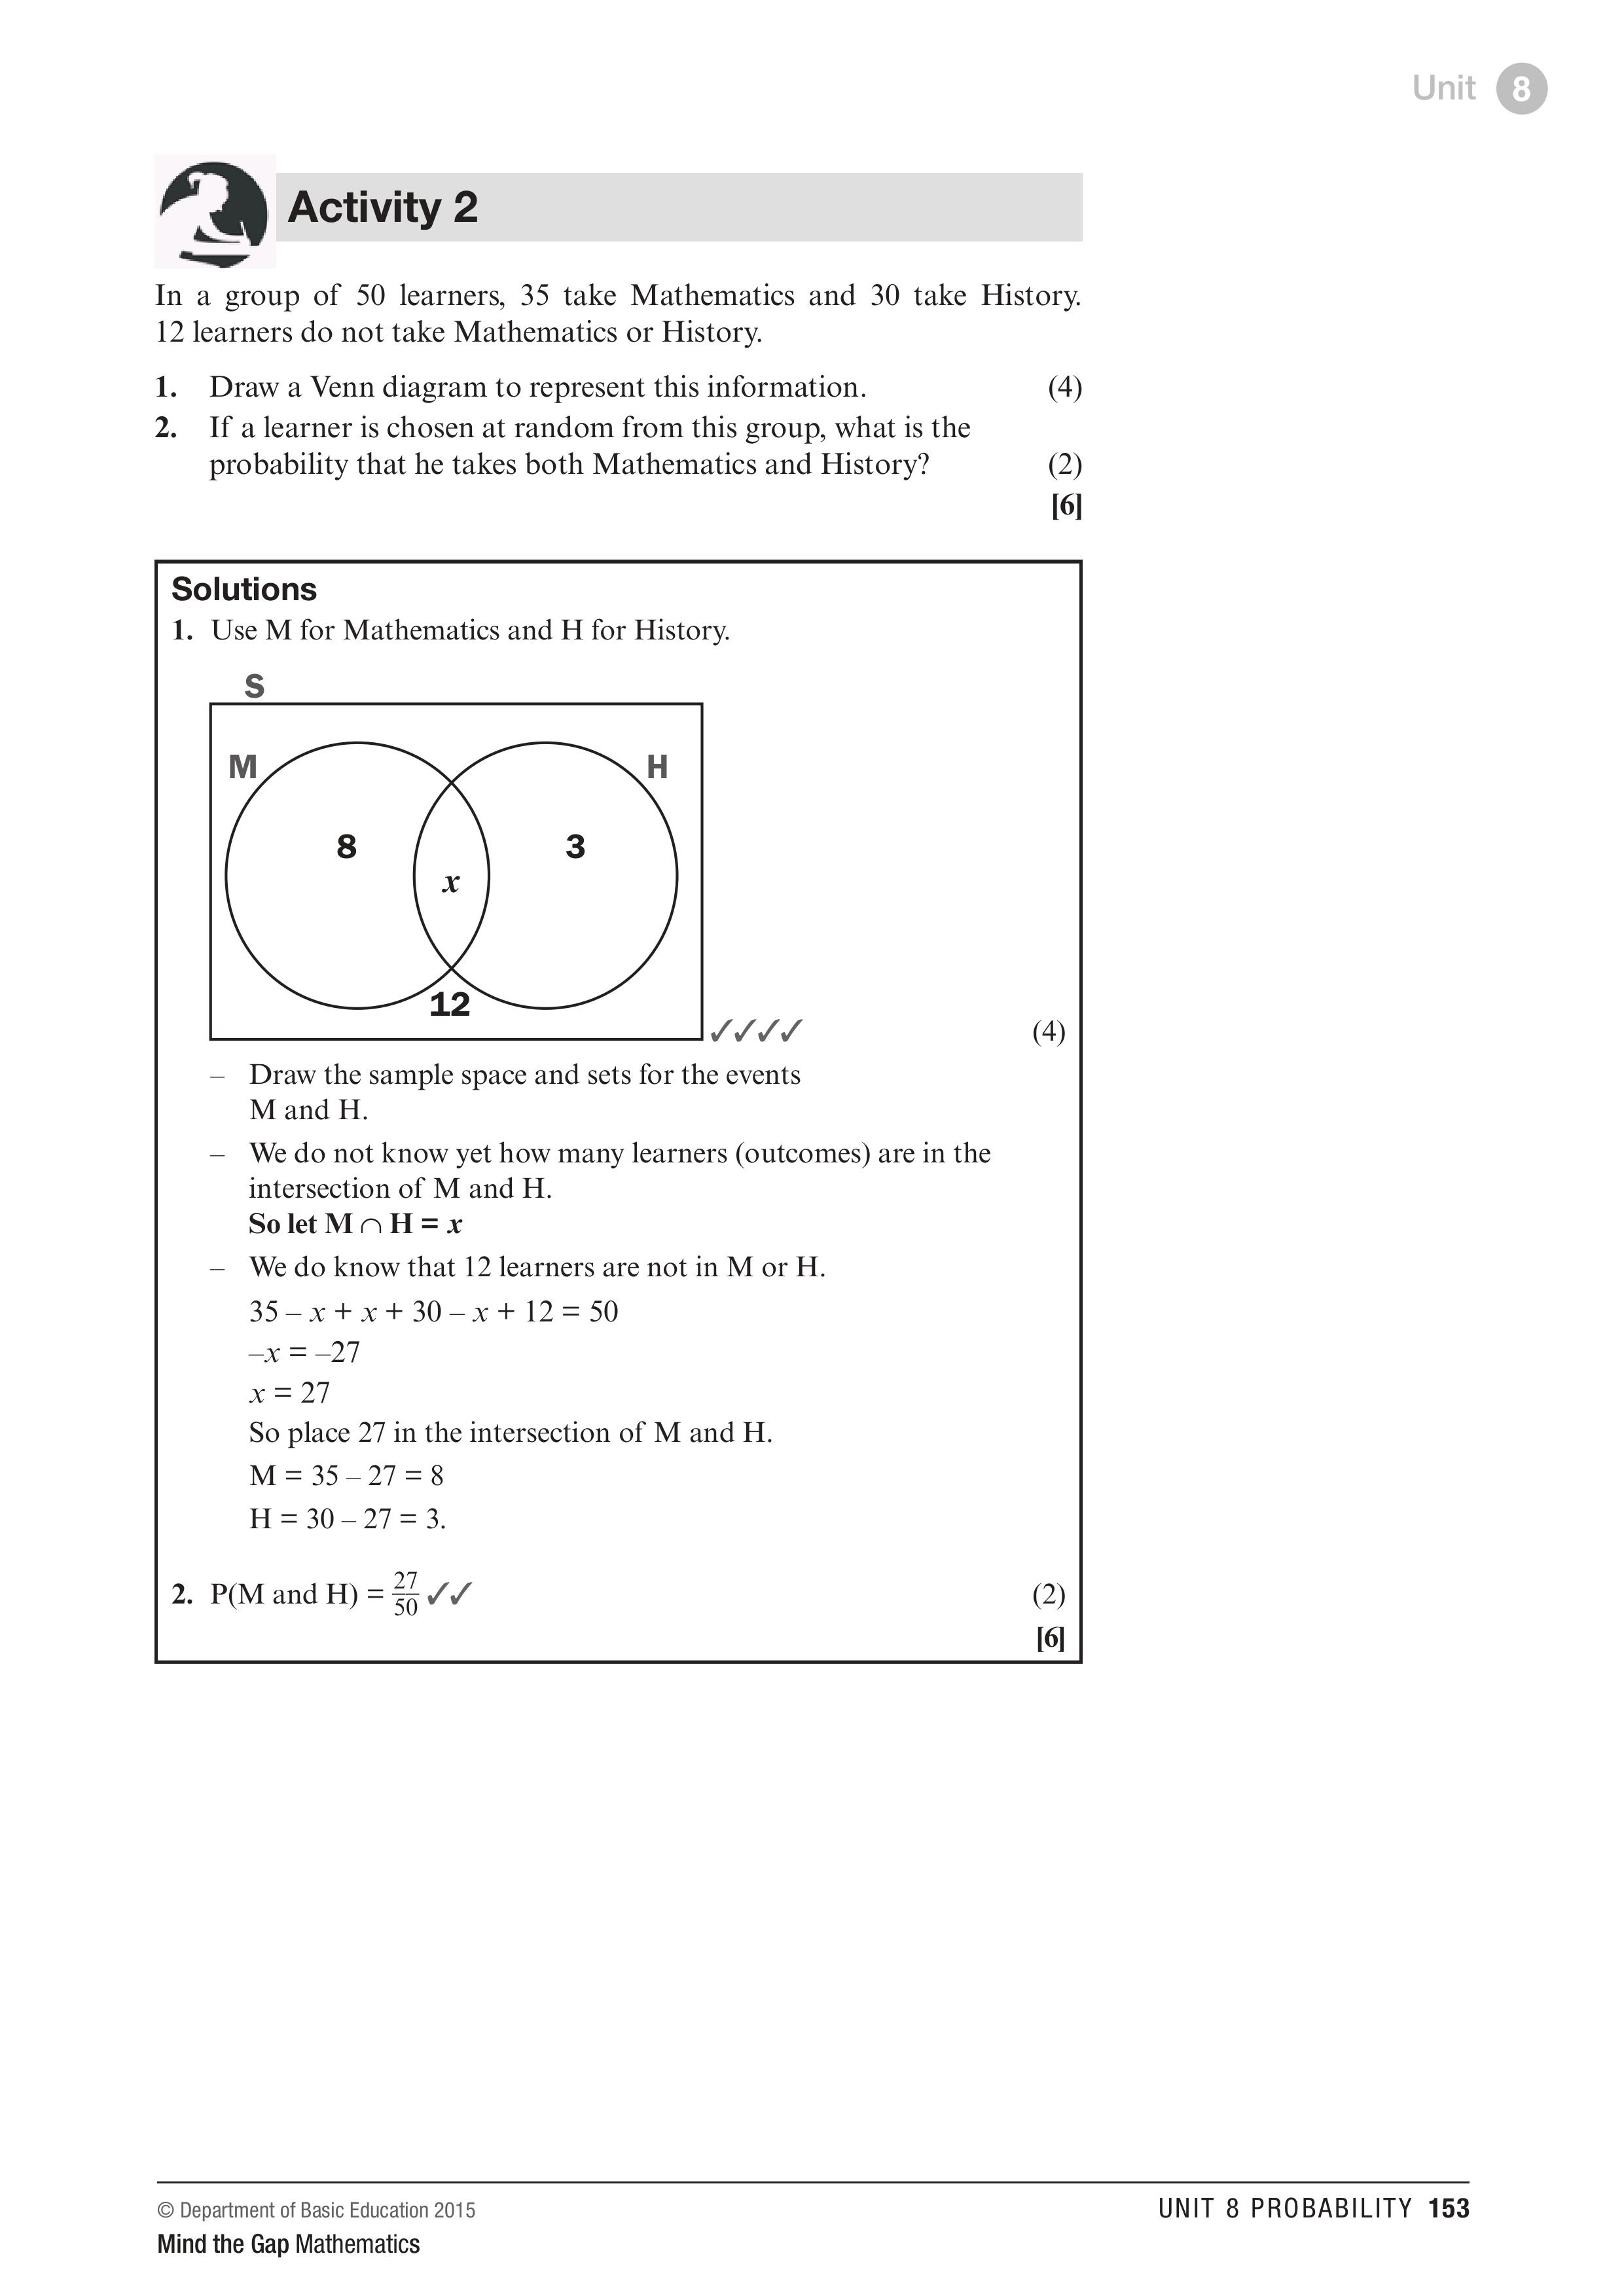 Unit 8
Activity 2
In a group of 50 learners, 35 take Mathematics and 30 take History.
12 learners do not take Mathematics or History.
1. Draw a Venn diagram to represent this information. (4)
2. If a learner is chosen at random from this group, what is the
probability that he takes both Mathematics and History? (2)
[6]
Solutions
1. Use M for Mathematics and H for History.
S
M H
8 3
x
12
✓✓✓✓ (4)
– Draw the sample space and sets for the events
M and H.
– We do not know yet how many learners (outcomes) are in the
intersection of M and H.
So let M ∩ H = x
– We do know that 12 learners are not in M or H.
35 – x + x + 30 – x + 12 = 50
–x = –27
x = 27
So place 27 in the intersection of M and H.
M = 35 – 27 = 8
H = 30 – 27 = 3.
2. P(M and H) = 27/50 ✓✓ (2)
[6]
© Department of Basic Education 2015
Mind the Gap Mathematics
UNIT 8 PROBABILITY 153